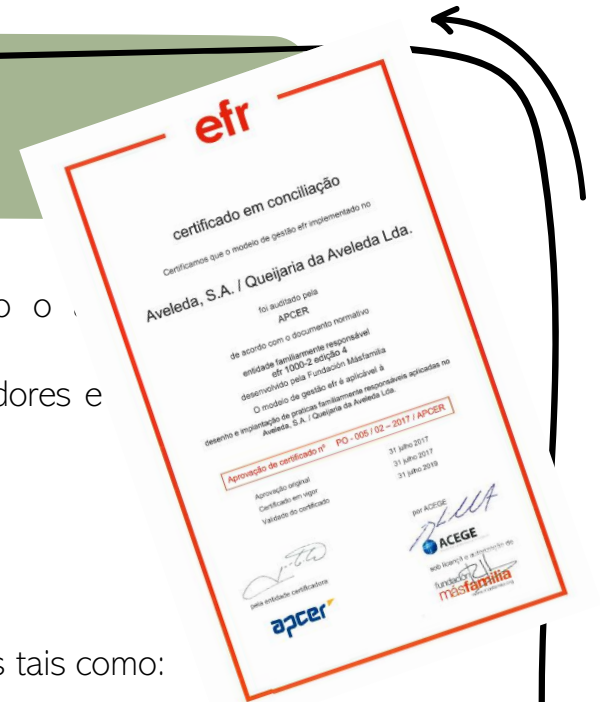 efr
certificado em conciliação
Certificamos que o modelo de gestão efr implementado no
Aveleda, S.A. / Queijaria da Aveleda Lda.
foi auditado pela
APCER
de acordo com o documento normativo
entidade familiarmente responsável
efr 1000-2 edição 4
desenvolvido pela Fundación Másfamilia
O modelo de gestão efr é aplicável à
desenho e implantação de praticas familiarmente responsáveis aplicadas no
Aveleda, S.A. / Queijaria da Aveleda Lda.
Aprovação de certificado nº PO - 005 / 02 – 2017 / APCER
Aprovação original 31 julho 2017
Certificado em vigor 31 julho 2017
Validade do certificado 31 julho 2019
por ACEGE
ACEGE
sob licença e autorização de
fundación
másfamilia
pela entidade certificadora
apcer
o o
dores e
s tais como: